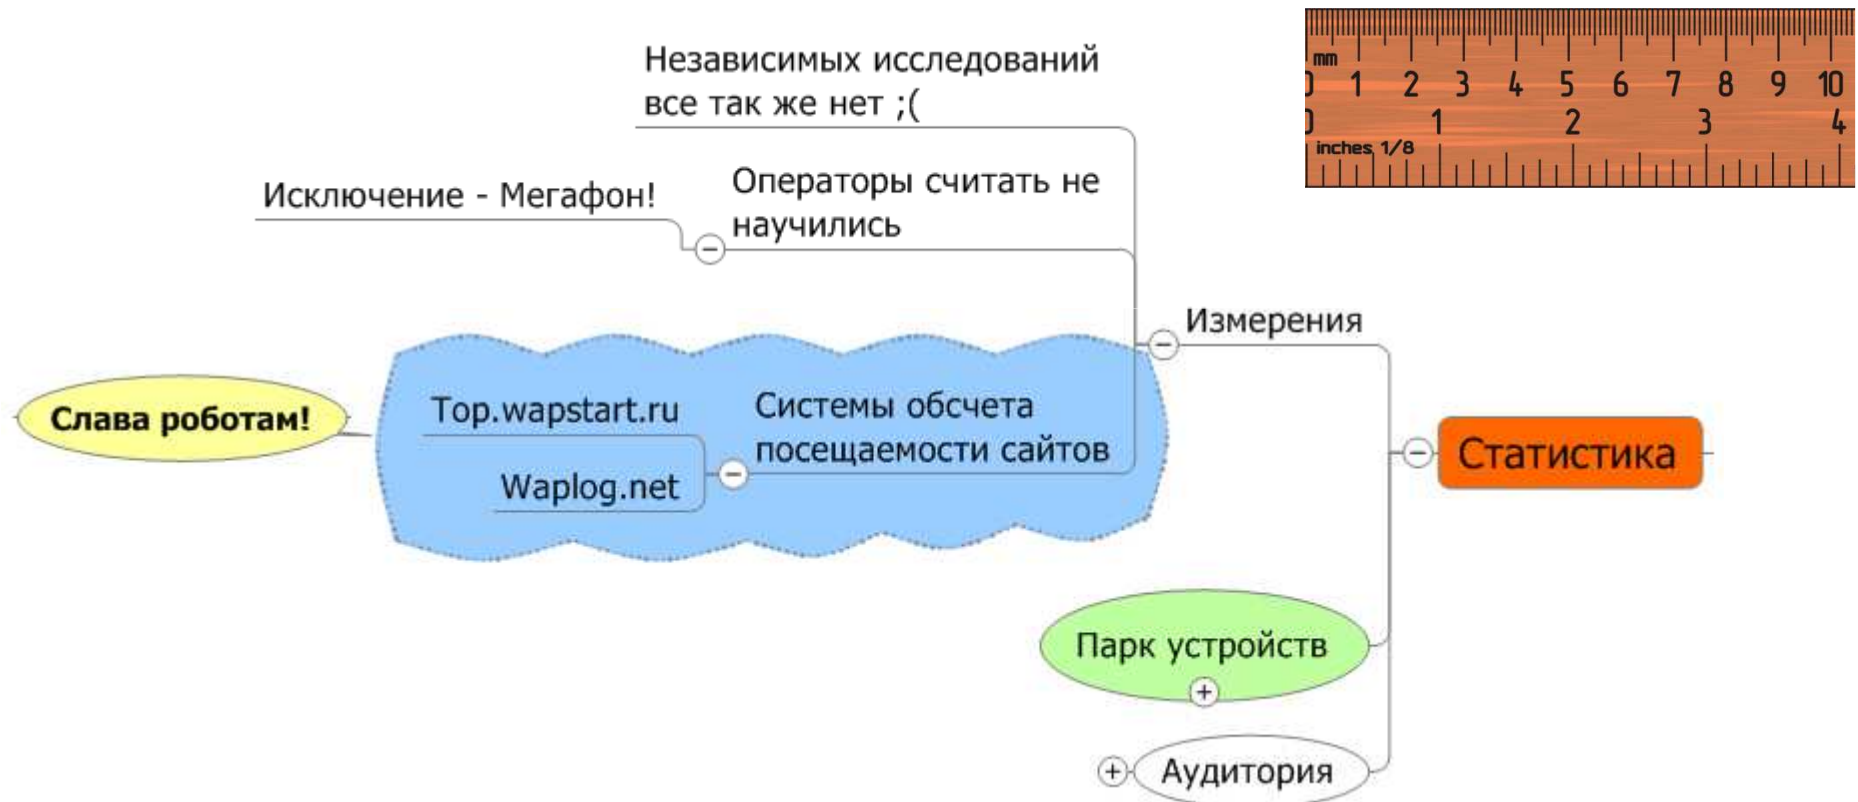 Независимых исследований
все так же нет ;(
mm
0 1 2 3 4 5 6 7 8 9 10
0 1 2 3 4
inches 1/8
Исключение - Мегафон!
Операторы считать не
научились
Измерения
Слава роботам!
Top.wapstart.ru
Waplog.net
Системы обсчета
посещаемости сайтов
Статистика
Парк устройств
Аудитория